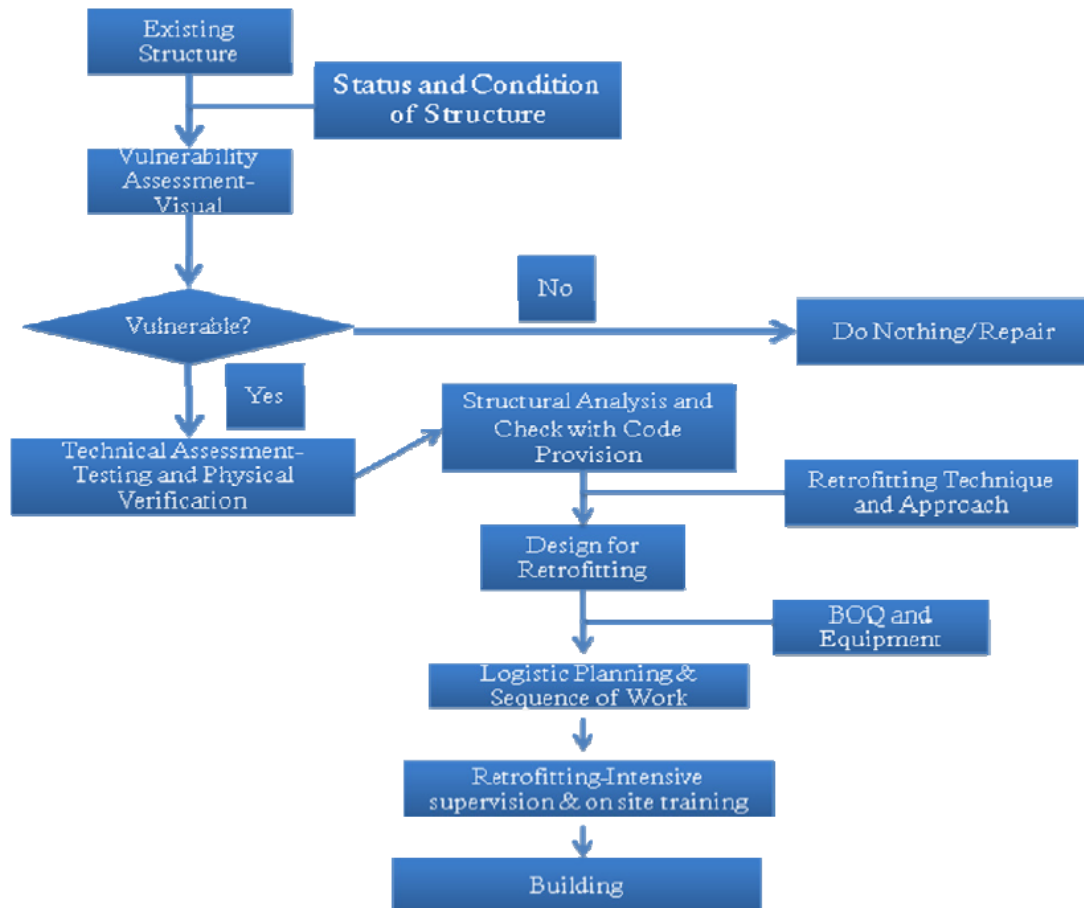 Existing
Structure
Status and Condition
of Structure
Vulnerability
Assessment-
Visual
Vulnerable?
No
Do Nothing/Repair
Yes
Technical Assessment-
Testing and Physical
Verification
Structural Analysis and
Check with Code
Provision
Retrofitting Technique
and Approach
Design for
Retrofitting
BOQ and
Equipment
Logistic Planning &
Sequence of Work
Retrofitting-Intensive
supervision & on site training
Building